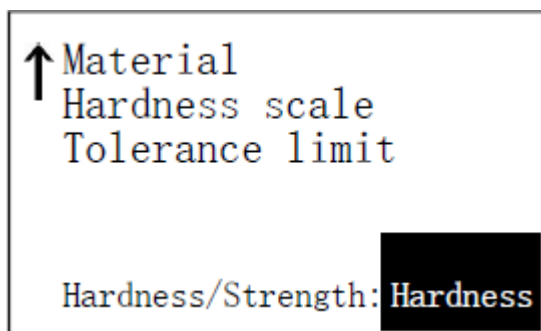 Material
Hardness scale
Tolerance limit
Hardness/Strength: Hardness